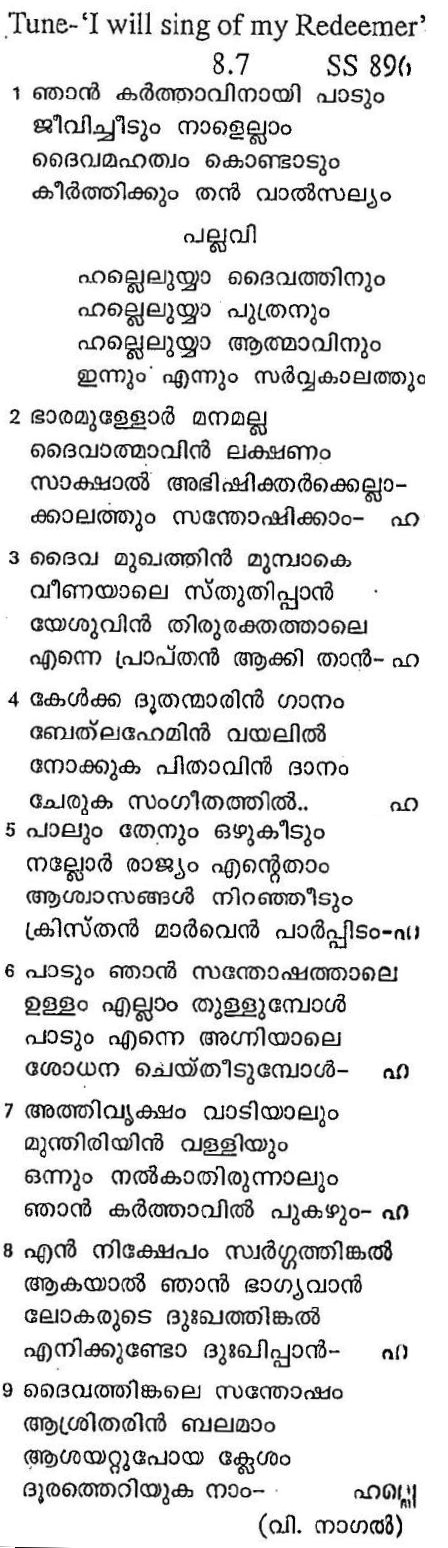 Tune-‘I will sing of my Redeemer’
8.7 SS 896
1 ഞാൻ കർത്താവിനായി പാടും
ജീവിച്ചീടും നാളെല്ലാം
ദൈവമഹത്വം കൊണ്ടാടും
കീർത്തിക്കും തൻ വാൽസല്യം
പല്ലവി
ഹല്ലെലുയ്യാ ദൈവത്തിനും
ഹല്ലെലുയ്യാ പുത്രനും
ഹല്ലെലുയ്യാ ആത്മാവിനും
ഇന്നും എന്നും സർവ്വകാലത്തും
2 ഭാരമുള്ളോർ മനമല്ല
ദൈവാത്മാവിൻ ലക്ഷണം
സാക്ഷാൽ അഭിഷിക്തർക്കെല്ലാ-
ക്കാലത്തും സന്തോഷിക്കാം- ഹ
3 ദൈവ മുഖത്തിൻ മുമ്പാകെ
വീണയാലെ സ്തുതിപ്പാൻ
യേശുവിൻ തിരുരക്തത്താലെ
എന്നെ പ്രാപ്തൻ ആക്കി താൻ- ഹ
4 കേൾക്ക ദൂതന്മാരിൻ ഗാനം
ബേത്ലഹേമിൻ വയലിൽ
നോക്കുക പിതാവിൻ ദാനം
ചേരുക സംഗീതത്തിൽ.. ഹ
5 പാലും തേനും ഒഴുകീടും
നല്ലോർ രാജ്യം എന്റെതാം
ആശ്വാസങ്ങൾ നിറഞ്ഞീടും
ക്രിസ്തൻ മാർവെൻ പാർപ്പിടം-ഹ
6 പാടും ഞാൻ സന്തോഷത്താലെ
ഉള്ളം എല്ലാം തുള്ളുമ്പോൾ
പാടും എന്നെ അഗ്നിയാലെ
ശോധന ചെയ്തീടുമ്പോൾ- ഹ
7 അത്തിവൃക്ഷം വാടിയാലും
മുന്തിരിയിൻ വള്ളിയും
ഒന്നും നൽകാതിരുന്നാലും
ഞാൻ കർത്താവിൽ പുകഴും- ഹ
8 എൻ നിക്ഷേപം സ്വർഗ്ഗത്തിങ്കൽ
ആകയാൽ ഞാൻ ഭാഗ്യവാൻ
ലോകരുടെ ദുഃഖത്തിങ്കൽ
എനിക്കുണ്ടോ ദുഃഖിപ്പാൻ- ഹ
9 ദൈവത്തിങ്കലെ സന്തോഷം
ആശ്രിതരിൻ ബലമാം
ആശയറ്റുപോയ ക്ലേശം
ദൂരത്തെറിയുക നാം- ഹല്ലെ
(വി. നാഗൽ)